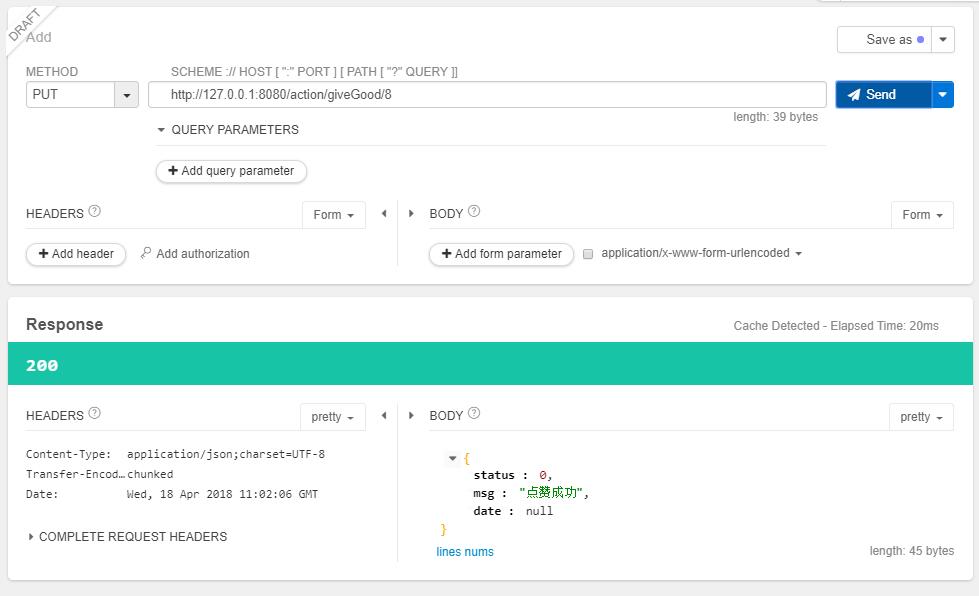 DRAFT
Add
Save as
METHOD
SCHEME :// HOST [ ":" PORT ] [ PATH [ "?" QUERY ]]
PUT
http://127.0.0.1:8080/action/giveGood/8
Send
length: 39 bytes
QUERY PARAMETERS
+ Add query parameter
HEADERS ?
Form
BODY ?
Form
+ Add header
Add authorization
+ Add form parameter
application/x-www-form-urlencoded
Response
Cache Detected - Elapsed Time: 20ms
200
HEADERS ?
pretty
BODY ?
pretty
Content-Type: application/json;charset=UTF-8
Transfer-Encod… chunked
Date: Wed, 18 Apr 2018 11:02:06 GMT
{
status : 0,
msg : "点赞成功",
date : null
}
COMPLETE REQUEST HEADERS
lines nums
length: 45 bytes